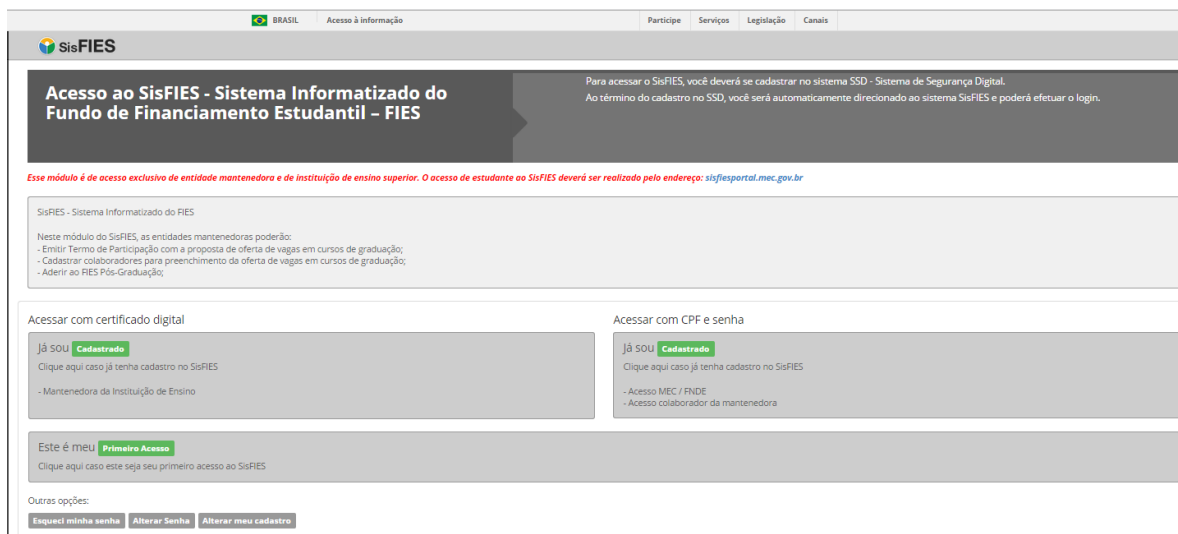 BRASIL Acesso à informação Participe Serviços Legislação Canais
SisFIES
Acesso ao SisFIES - Sistema Informatizado do
Fundo de Financiamento Estudantil – FIES
Para acessar o SisFIES, você deverá se cadastrar no sistema SSD - Sistema de Segurança Digital.
Ao término do cadastro no SSD, você será automaticamente direcionado ao sistema SisFIES e poderá efetuar o login.
Esse módulo é de acesso exclusivo de entidade mantenedora e de instituição de ensino superior. O acesso de estudante ao SisFIES deverá ser realizado pelo endereço: sisfiesportal.mec.gov.br
SisFIES - Sistema Informatizado do FIES
Neste módulo do SisFIES, as entidades mantenedoras poderão:
- Emitir Termo de Participação com a proposta de oferta de vagas em cursos de graduação;
- Cadastrar colaboradores para preenchimento da oferta de vagas em cursos de graduação;
- Aderir ao FIES Pós-Graduação;
Acessar com certificado digital
Já sou Cadastrado
Clique aqui caso já tenha cadastro no SisFIES
- Mantenedora da Instituição de Ensino
Acessar com CPF e senha
Já sou Cadastrado
Clique aqui caso já tenha cadastro no SisFIES
- Acesso MEC / FNDE
- Acesso colaborador da mantenedora
Este é meu Primeiro Acesso
Clique aqui caso este seja seu primeiro acesso ao SisFIES
Outras opções:
Esqueci minha senha Alterar Senha Alterar meu cadastro